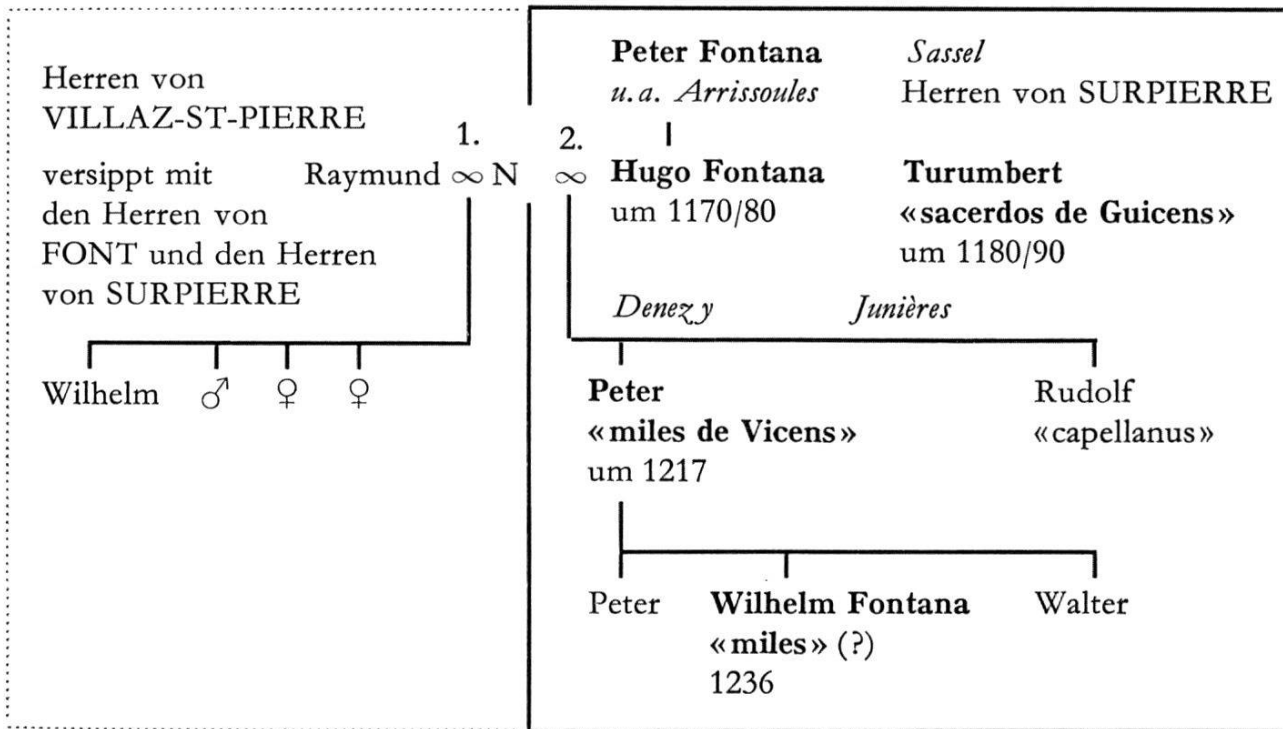 Herren von
VILLAZ-ST-PIERRE
versippt mit
den Herren von
FONT und den Herren
von SURPIERRE
1.
Raymund ∞ N
2.
∞
Wilhelm ♂ ♀ ♀
Peter Fontana
u. a. Arrissoules
Sassel
Herren von SURPIERRE
Hugo Fontana
um 1170/80
Turumbert
«sacerdos de Guicens»
um 1180/90
Denezy Junières
Peter
«miles de Vicens»
um 1217
Rudolf
«capellanus»
Peter
Wilhelm Fontana
«miles» (?)
1236
Walter